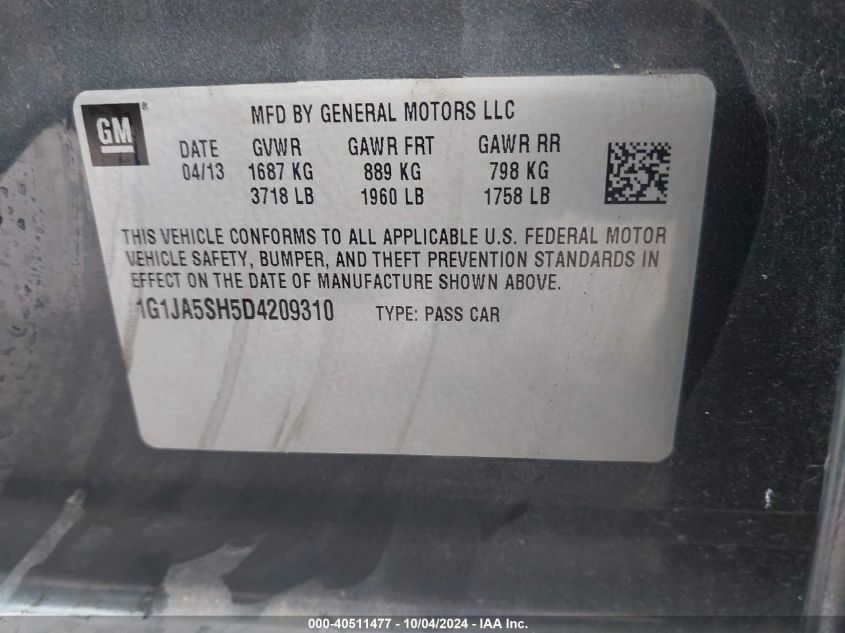 GM®
MFD BY GENERAL MOTORS LLC
DATE GVWR GAWR FRT GAWR RR
04/13 1687 KG 889 KG 798 KG
3718 LB 1960 LB 1758 LB
THIS VEHICLE CONFORMS TO ALL APPLICABLE U.S. FEDERAL MOTOR
VEHICLE SAFETY, BUMPER, AND THEFT PREVENTION STANDARDS IN
EFFECT ON THE DATE OF MANUFACTURE SHOWN ABOVE.
1G1JA5SH5D4209310 TYPE: PASS CAR
000-40511477 - 10/04/2024 - IAA Inc.